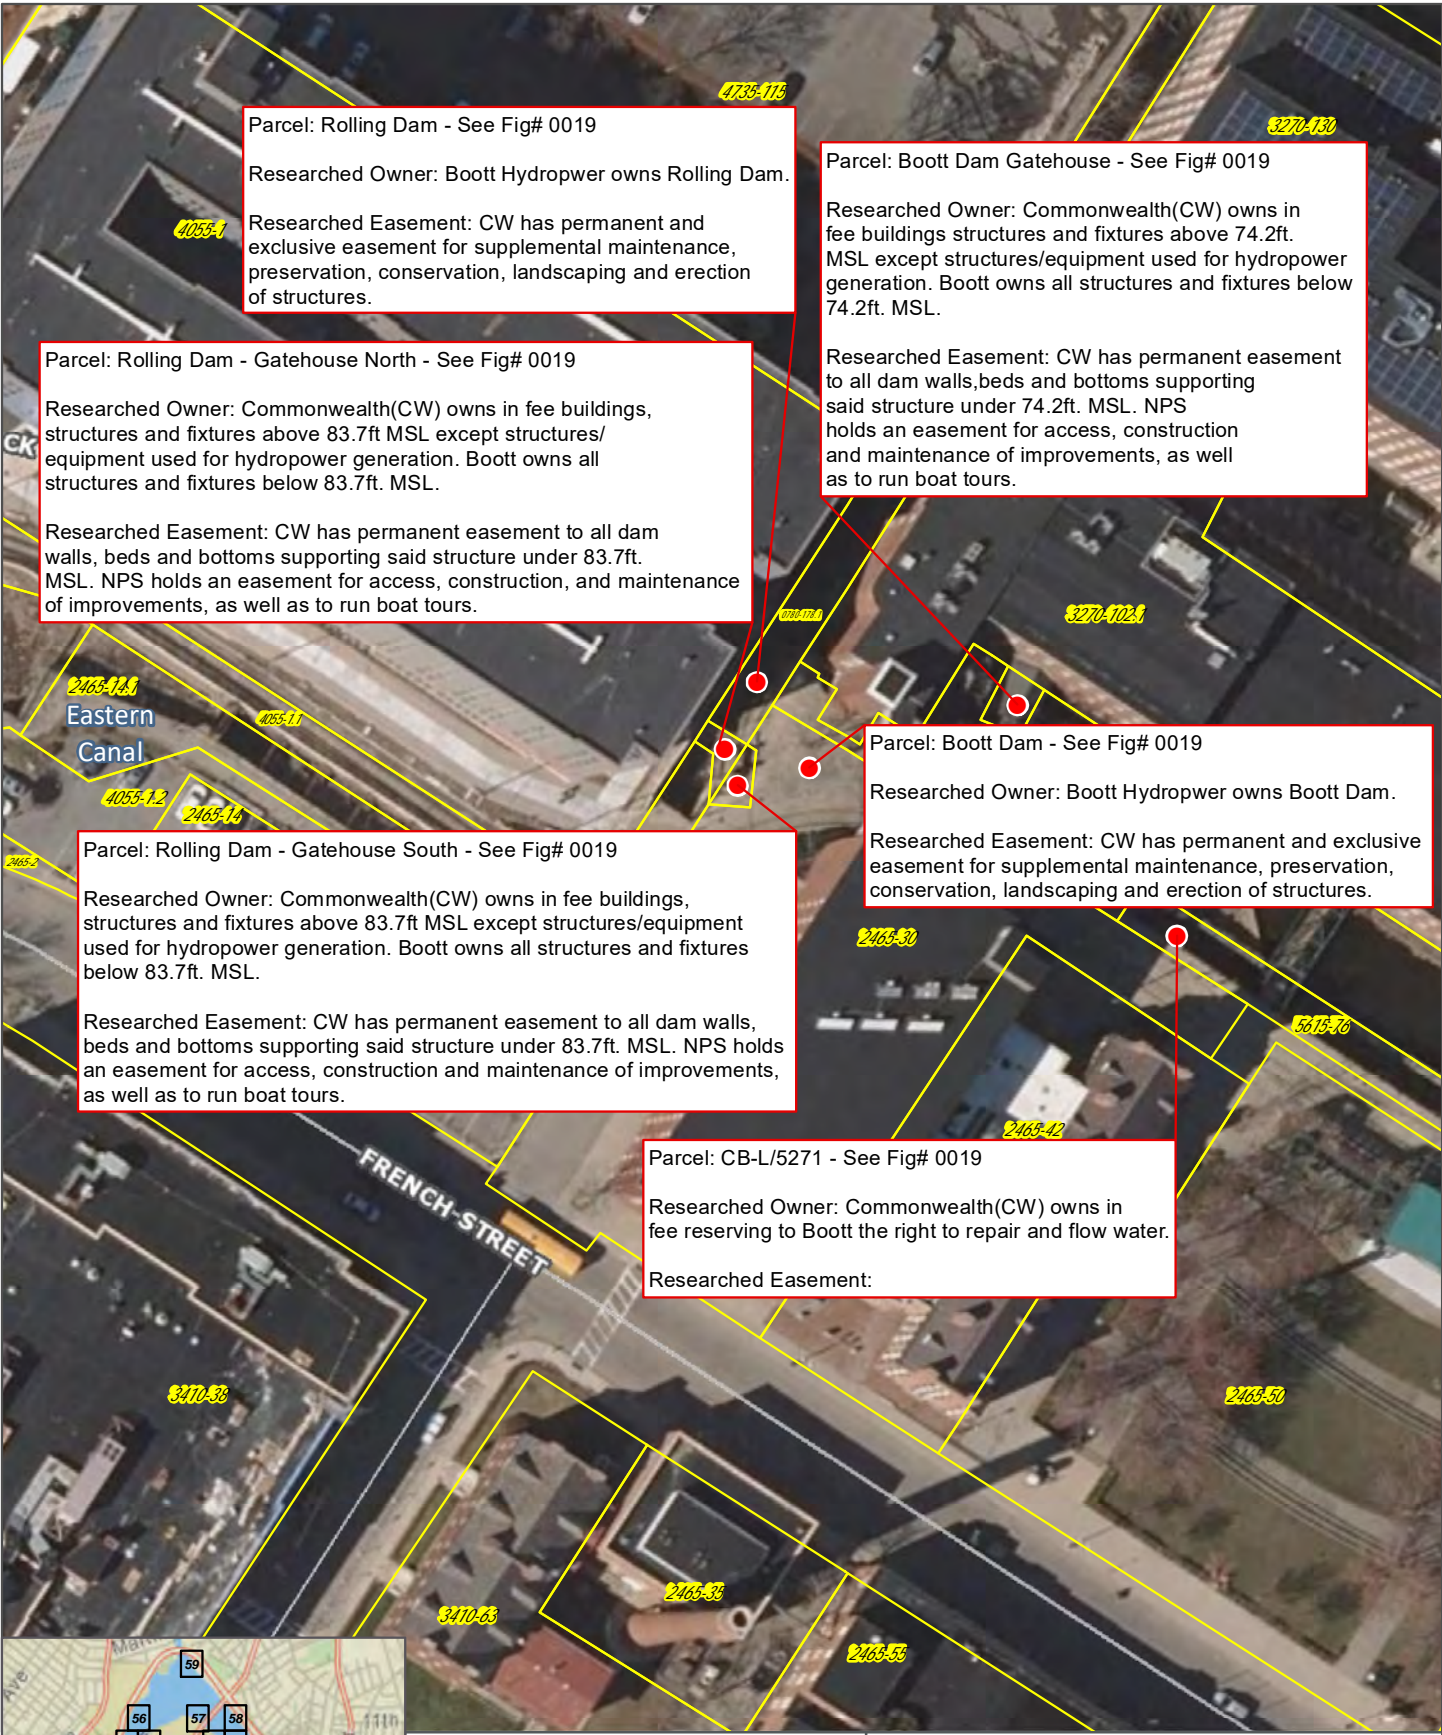 4735-115
3270-130
Parcel: Rolling Dam - See Fig# 0019
Researched Owner: Boott Hydropwer owns Rolling Dam.
Researched Easement: CW has permanent and
exclusive easement for supplemental maintenance,
preservation, conservation, landscaping and erection
of structures.
Parcel: Boott Dam Gatehouse - See Fig# 0019
Researched Owner: Commonwealth(CW) owns in
fee buildings structures and fixtures above 74.2ft.
MSL except structures/equipment used for hydropower
generation. Boott owns all structures and fixtures below
74.2ft. MSL.
Researched Easement: CW has permanent easement
to all dam walls,beds and bottoms supporting
said structure under 74.2ft. MSL. NPS
holds an easement for access, construction
and maintenance of improvements, as well
as to run boat tours.
4055-1
Parcel: Rolling Dam - Gatehouse North - See Fig# 0019
Researched Owner: Commonwealth(CW) owns in fee buildings,
structures and fixtures above 83.7ft MSL except structures/
equipment used for hydropower generation. Boott owns all
structures and fixtures below 83.7ft. MSL.
Researched Easement: CW has permanent easement to all dam
walls, beds and bottoms supporting said structure under 83.7ft.
MSL. NPS holds an easement for access, construction, and maintenance
of improvements, as well as to run boat tours.
CK
0780-178.1
3270-102.1
2465-14.1
Eastern
Canal
4055-1.1
4055-1.2
2465-14
2465-2
Parcel: Boott Dam - See Fig# 0019
Researched Owner: Boott Hydropwer owns Boott Dam.
Researched Easement: CW has permanent and exclusive
easement for supplemental maintenance, preservation,
conservation, landscaping and erection of structures.
Parcel: Rolling Dam - Gatehouse South - See Fig# 0019
Researched Owner: Commonwealth(CW) owns in fee buildings,
structures and fixtures above 83.7ft MSL except structures/equipment
used for hydropower generation. Boott owns all structures and fixtures
below 83.7ft. MSL.
Researched Easement: CW has permanent easement to all dam walls,
beds and bottoms supporting said structure under 83.7ft. MSL. NPS holds
an easement for access, construction and maintenance of improvements,
as well as to run boat tours.
2465-30
5615-76
2465-42
Parcel: CB-L/5271 - See Fig# 0019
Researched Owner: Commonwealth(CW) owns in
fee reserving to Boott the right to repair and flow water.
Researched Easement:
FRENCH-STREET
3410-38
2465-50
2465-35
3410-63
2465-55
Ave
59
56
57
58
11th